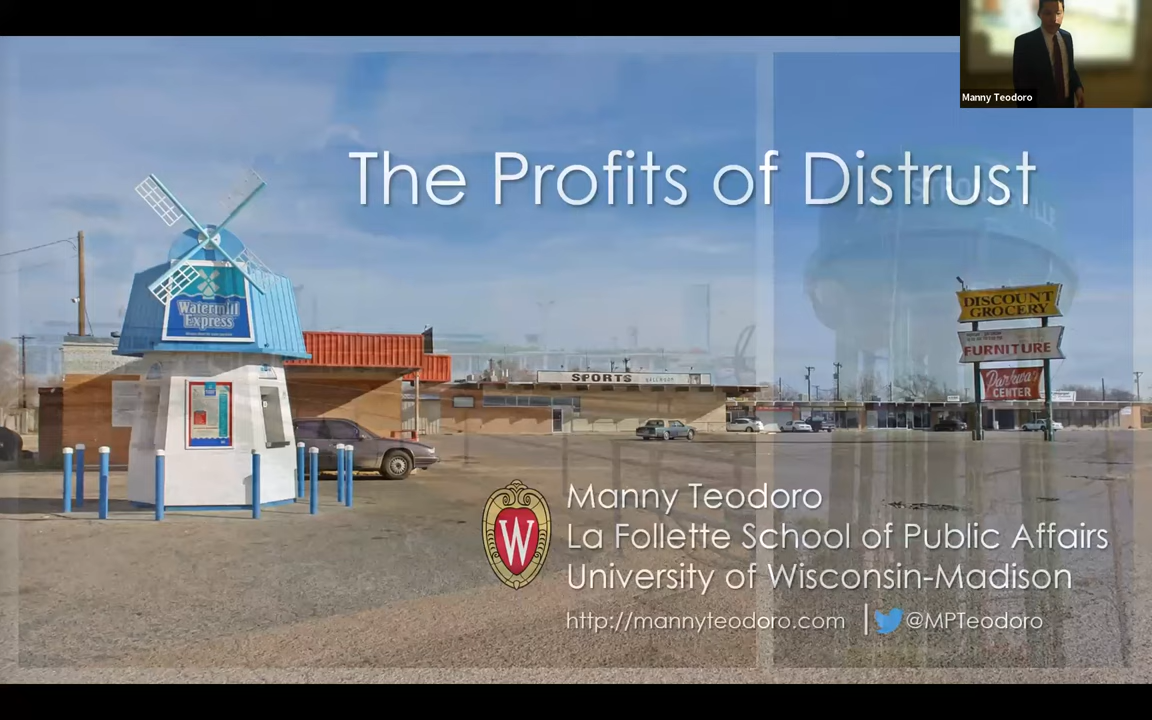 Manny Teodoro
The Profits of Distrust
Watermill
Express
DISCOUNT
GROCERY
FURNITURE
SPORTS
Parkway
CENTER
W
Manny Teodoro
La Follette School of Public Affairs
University of Wisconsin-Madison
http://mannyteodoro.com | @MPTeodoro